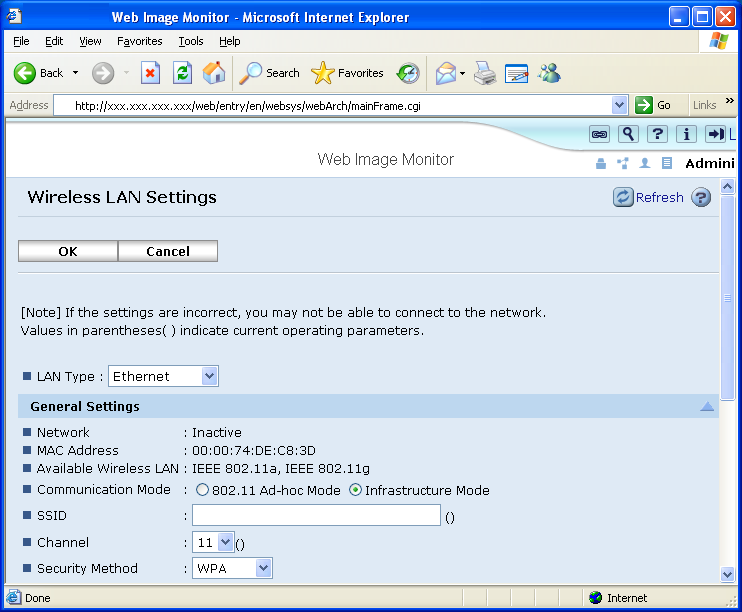 Web Image Monitor - Microsoft Internet Explorer
File Edit View Favorites Tools Help
Back Search Favorites
Address http://xxx.xxx.xxx.xxx/web/entry/en/websys/webArch/mainFrame.cgi Go Links »
L
Web Image Monitor
Admini
Wireless LAN Settings Refresh ?
OK Cancel
[Note] If the settings are incorrect, you may not be able to connect to the network.
Values in parentheses( ) indicate current operating parameters.
LAN Type : Ethernet
General Settings
Network : Inactive
MAC Address : 00:00:74:DE:C8:3D
Available Wireless LAN : IEEE 802.11a, IEEE 802.11g
Communication Mode : 802.11 Ad-hoc Mode Infrastructure Mode
SSID : ()
Channel : 11 ()
Security Method : WPA
Done Internet